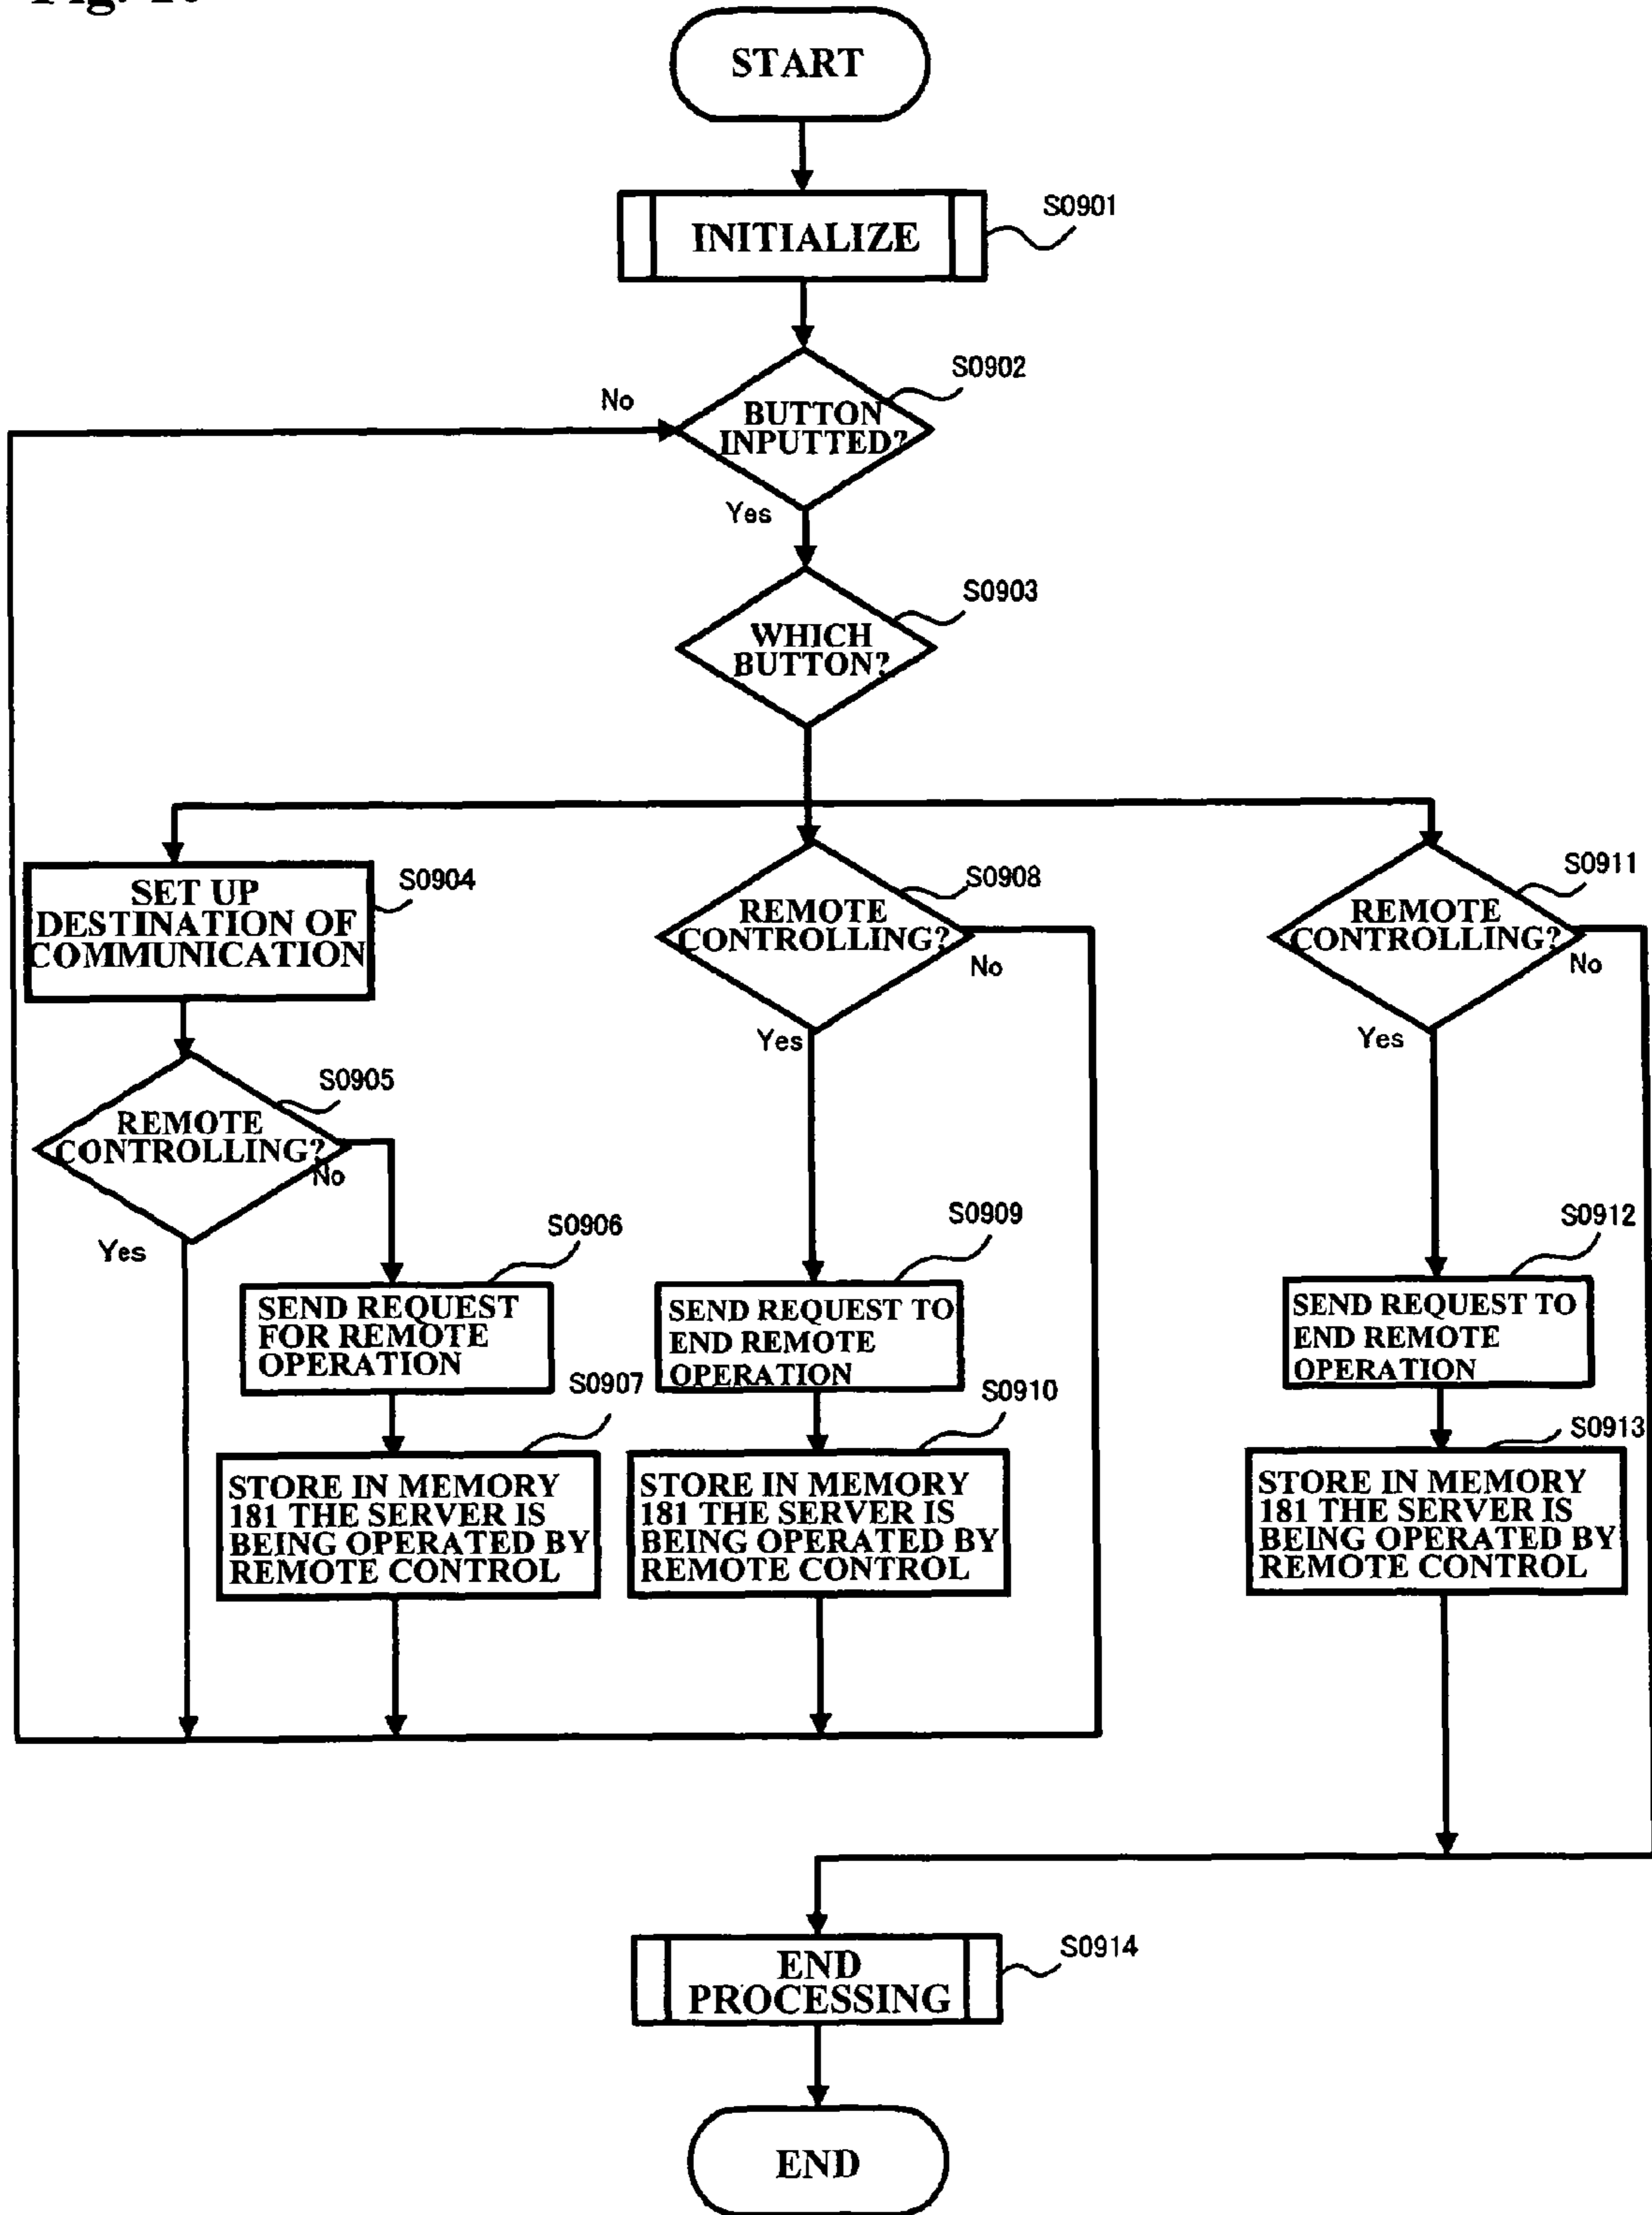 START
INITIALIZE
S0901
S0902
No
BUTTON
INPUTTED?
Yes
S0903
WHICH
BUTTON?
SET UP
DESTINATION OF
COMMUNICATION
S0904
REMOTE
CONTROLLING?
S0908
No
Yes
REMOTE
CONTROLLING?
S0911
No
Yes
S0905
REMOTE
CONTROLLING?
No
Yes
S0906
SEND REQUEST
FOR REMOTE
OPERATION
S0907
STORE IN MEMORY
181 THE SERVER IS
BEING OPERATED BY
REMOTE CONTROL
S0909
SEND REQUEST TO
END REMOTE
OPERATION
S0910
STORE IN MEMORY
181 THE SERVER IS
BEING OPERATED BY
REMOTE CONTROL
S0912
SEND REQUEST TO
END REMOTE
OPERATION
S0913
STORE IN MEMORY
181 THE SERVER IS
BEING OPERATED BY
REMOTE CONTROL
END
PROCESSING
S0914
END